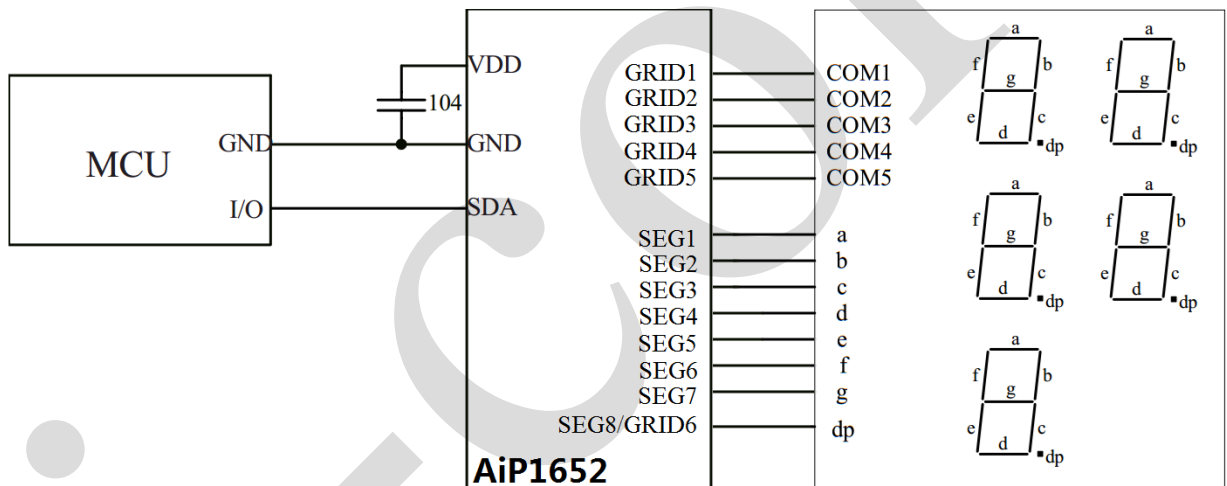 MCU
GND
I/O
104
VDD
GND
SDA
GRID1
GRID2
GRID3
GRID4
GRID5
SEG1
SEG2
SEG3
SEG4
SEG5
SEG6
SEG7
SEG8/GRID6
AiP1652
COM1
COM2
COM3
COM4
COM5
a
b
c
d
e
f
g
dp
a
f b
g
e c
d dp
a
f b
g
e c
d dp
a
f b
g
e c
d dp
a
f b
g
e c
d dp
a
f b
g
e c
d dp